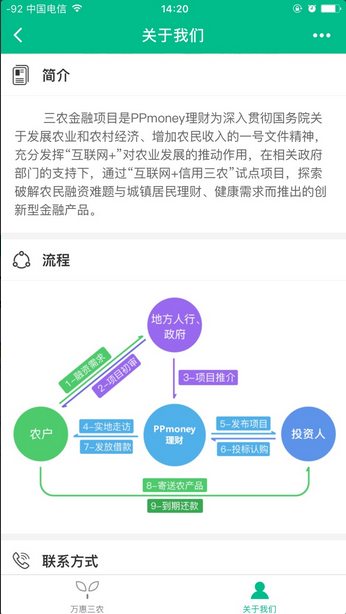 -92 中国电信 14:20
关于我们
简介
三农金融项目是PPmoney理财为深入贯彻国务院关
于发展农业和农村经济、增加农民收入的一号文件精神，
充分发挥“互联网+”对农业发展的推动作用，在相关政府
部门的支持下，通过“互联网+信用三农”试点项目，探索
破解农民融资难题与城镇居民理财、健康需求而推出的创
新型金融产品。
流程
地方人行、
政府
1-融资需求
2-项目初审
3-项目推介
农户
4-实地走访
7-发放借款
PPmoney
理财
5-发布项目
6-投标认购
投资人
8-寄送农产品
9-到期还款
联系方式
万惠三农
关于我们